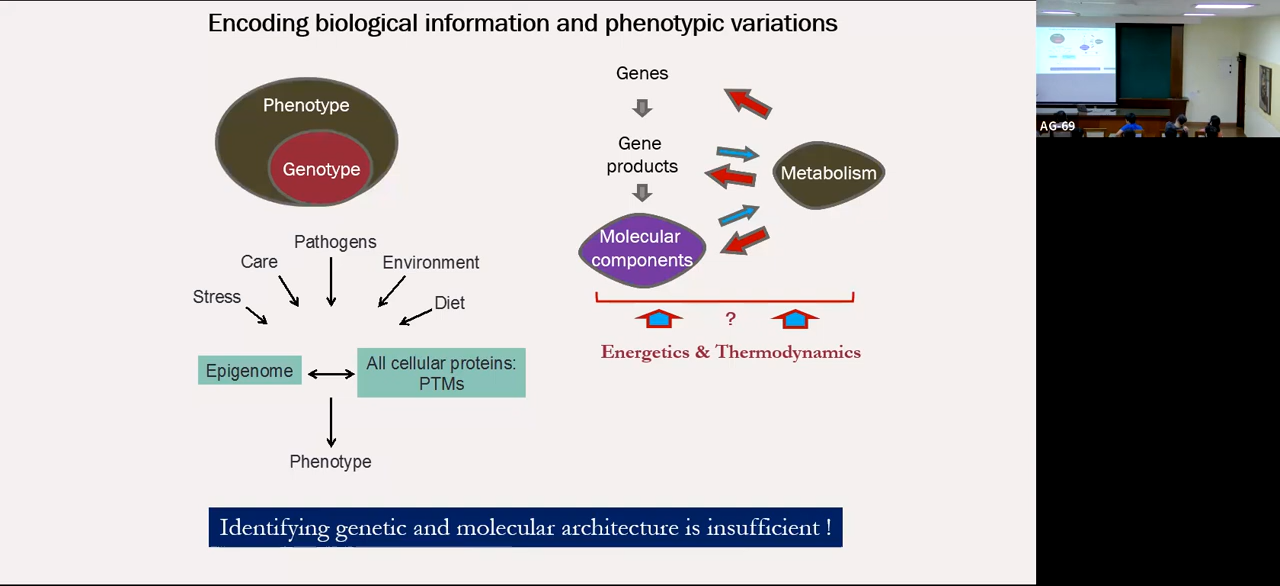 Encoding biological information and phenotypic variations
Phenotype
Genotype
Pathogens
Care
Environment
Stress
Diet
Epigenome
All cellular proteins:
PTMs
Phenotype
Genes
Gene
products
Metabolism
Molecular
components
?
Energetics & Thermodynamics
Identifying genetic and molecular architecture is insufficient !
AG-69